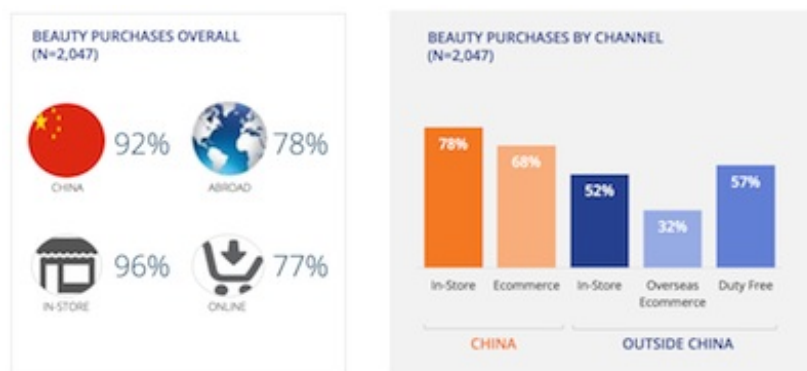 BEAUTY PURCHASES OVERALL
(N=2,047)
92%
CHINA
78%
ABROAD
96%
IN-STORE
77%
ONLINE
BEAUTY PURCHASES BY CHANNEL
(N=2,047)
78%
68%
52%
32%
57%
In-Store
Ecommerce
In-Store
Overseas
Ecommerce
Duty Free
CHINA
OUTSIDE CHINA